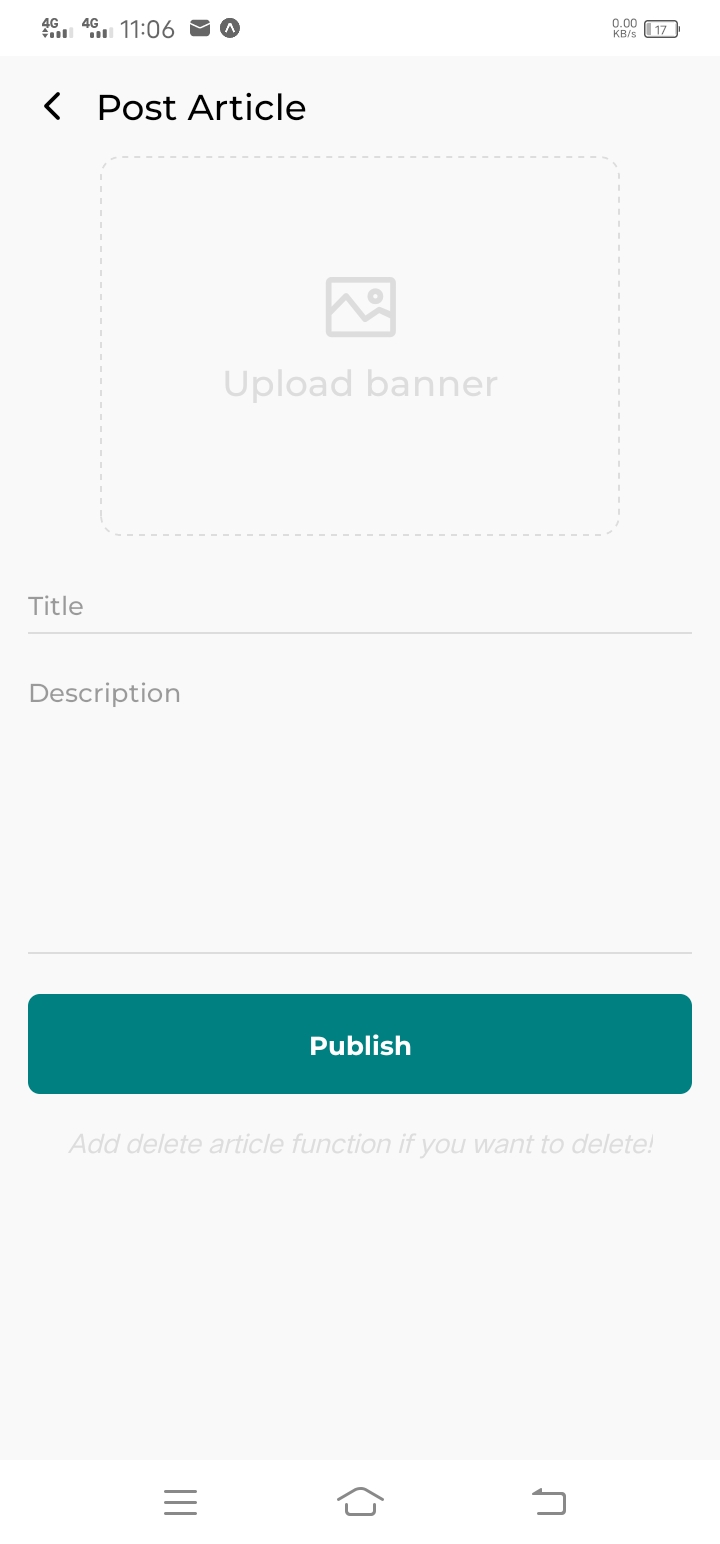 4G 4G 11:06 0.00 KB/s 17
Post Article
Upload banner
Title
Description
Publish
Add delete article function if you want to delete!